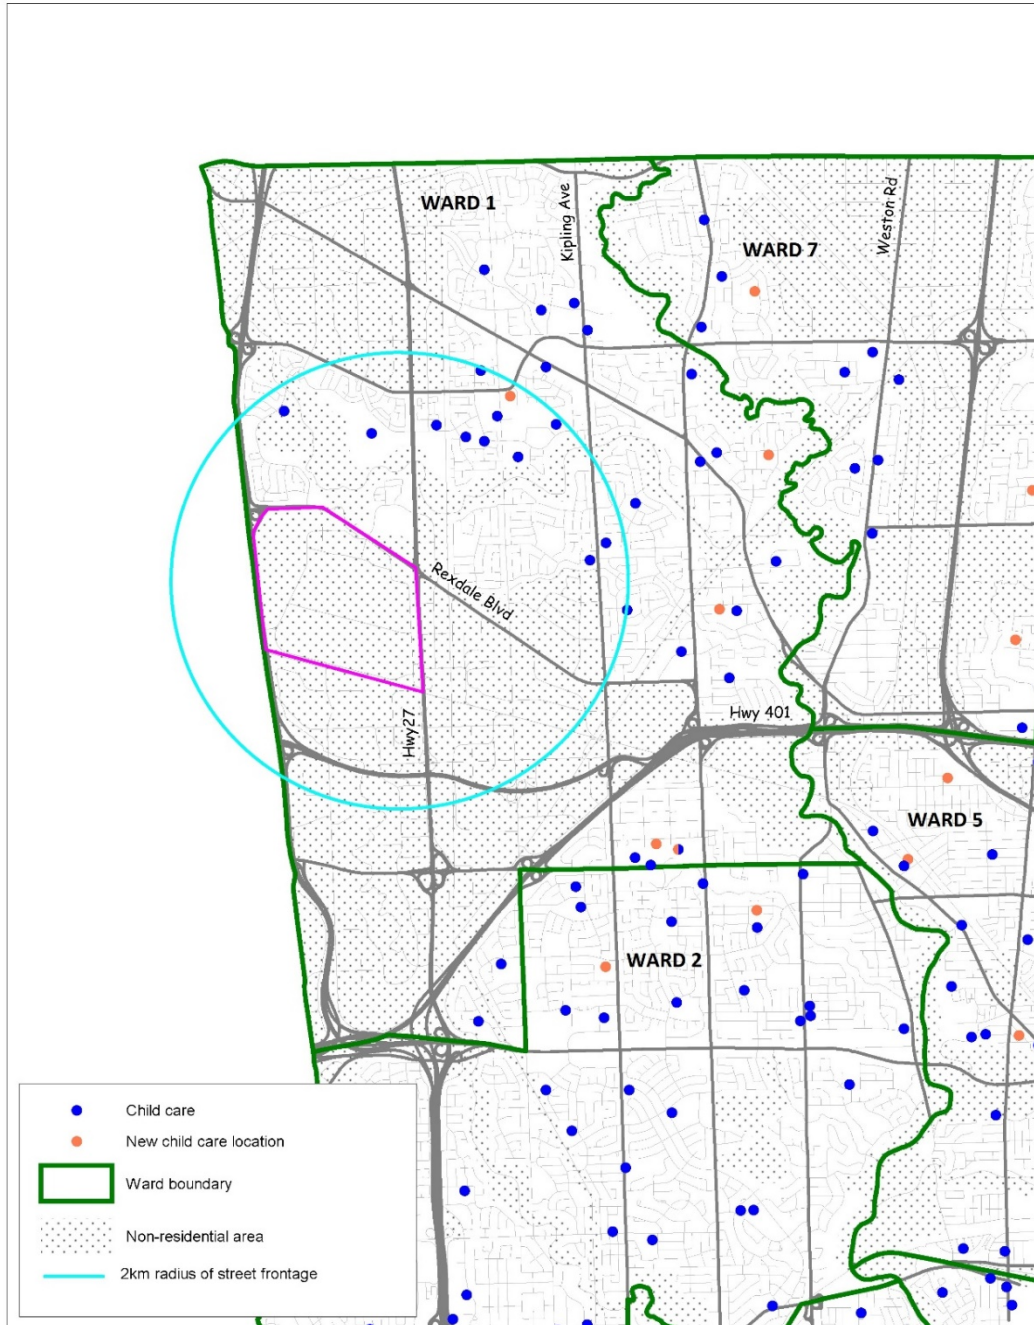 WARD 1
Kipling Ave
Weston Rd
WARD 7
Rexdale Blvd
Hwy27
Hwy 401
WARD 5
WARD 2
Child care
New child care location
Ward boundary
Non-residential area
2km radius of street frontage